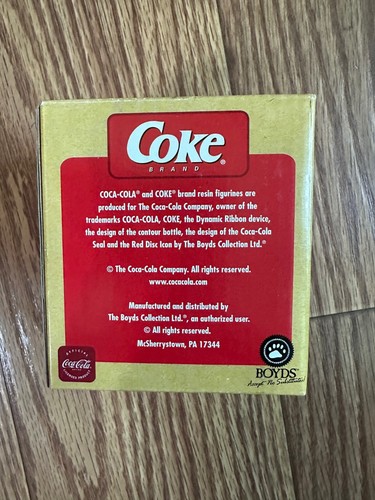 Coke®
BRAND
COCA-COLA® and COKE® brand resin figurines are
produced for The Coca-Cola Company, owner of the
trademarks COCA-COLA, COKE, the Dynamic Ribbon device,
the design of the contour bottle, the design of the Coca-Cola
Seal and the Red Disc Icon by The Boyds Collection Ltd.®
© The Coca-Cola Company. All rights reserved.
www.cocacola.com
Manufactured and distributed by
The Boyds Collection Ltd.®, an authorized user.
© All rights reserved.
McSherrystown, PA 17344
OFFICIAL
Coca-Cola
LICENSED PRODUCT
BOYDS™
Accept No Substitutes!